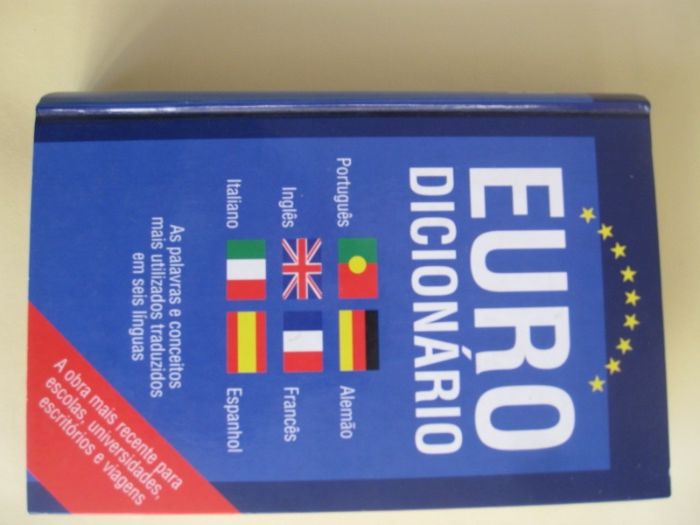 EURO
DICIONÁRIO
Português
Alemão
Inglês
Francês
Italiano
Espanhol
As palavras e conceitos
mais utilizados traduzidos
em seis línguas
A obra mais recente para
escolas, universidades,
escritórios e viagens